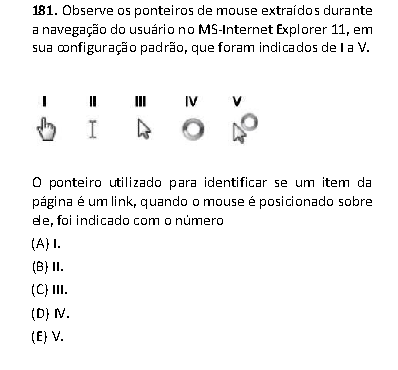 181. Observe os ponteiros de mouse extraídos durante
a navegação do usuário no MS-Internet Explorer 11, em
sua configuração padrão, que foram indicados de I a V.
I II III IV V
O ponteiro utilizado para identificar se um item da
página é um link, quando o mouse é posicionado sobre
ele, foi indicado com o número
(A) I.
(B) II.
(C) III.
(D) IV.
(E) V.